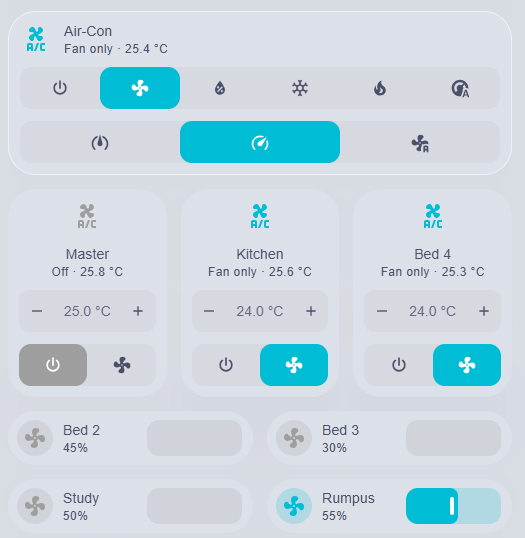 A/C
Air-Con
Fan only · 25.4 °C
A
A
A/C
A/C
A/C
Master
Kitchen
Bed 4
Off · 25.8 °C
Fan only · 25.6 °C
Fan only · 25.3 °C
− 25.0 °C +
− 24.0 °C +
− 24.0 °C +
Bed 2
45%
Bed 3
30%
Study
50%
Rumpus
55%